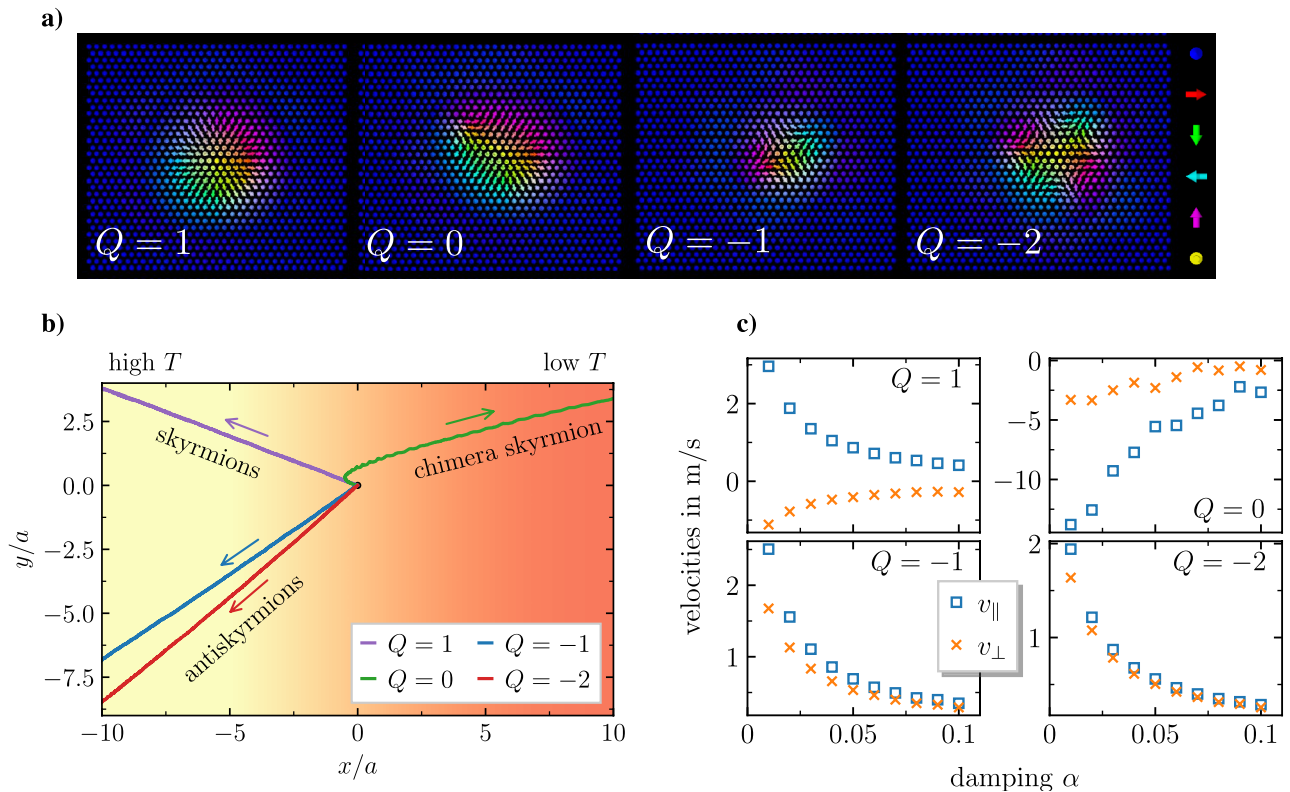 a)
Q = 1
Q = 0
Q = −1
Q = −2
b)
high T
low T
skyrmions
chimera skyrmion
antiskyrmions
2.5
0.0
−2.5
−5.0
−7.5
y/a
Q = 1
Q = −1
Q = 0
Q = −2
−10
−5
0
5
10
x/a
c)
velocities in m/s
Q = 1
2
0
Q = 0
0
−5
−10
Q = −1
2
1
Q = −2
2
1
v∥
v⊥
0
0.05
0.1
0
0.05
0.1
damping α